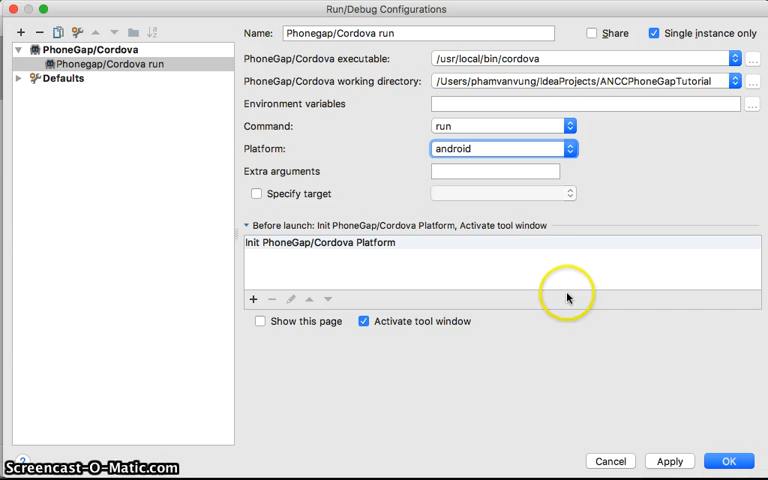 Run/Debug Configurations
Name: Phonegap/Cordova run Share Single instance only
PhoneGap/Cordova
Phonegap/Cordova run
Defaults
PhoneGap/Cordova executable: /usr/local/bin/cordova
PhoneGap/Cordova working directory: /Users/phamvanvung/IdeaProjects/ANCCPhoneGapTutorial
Environment variables
Command: run
Platform: android
Extra arguments
Specify target
Before launch: Init PhoneGap/Cordova Platform, Activate tool window
Init PhoneGap/Cordova Platform
Show this page Activate tool window
Cancel Apply OK
Screencast-O-Matic.com